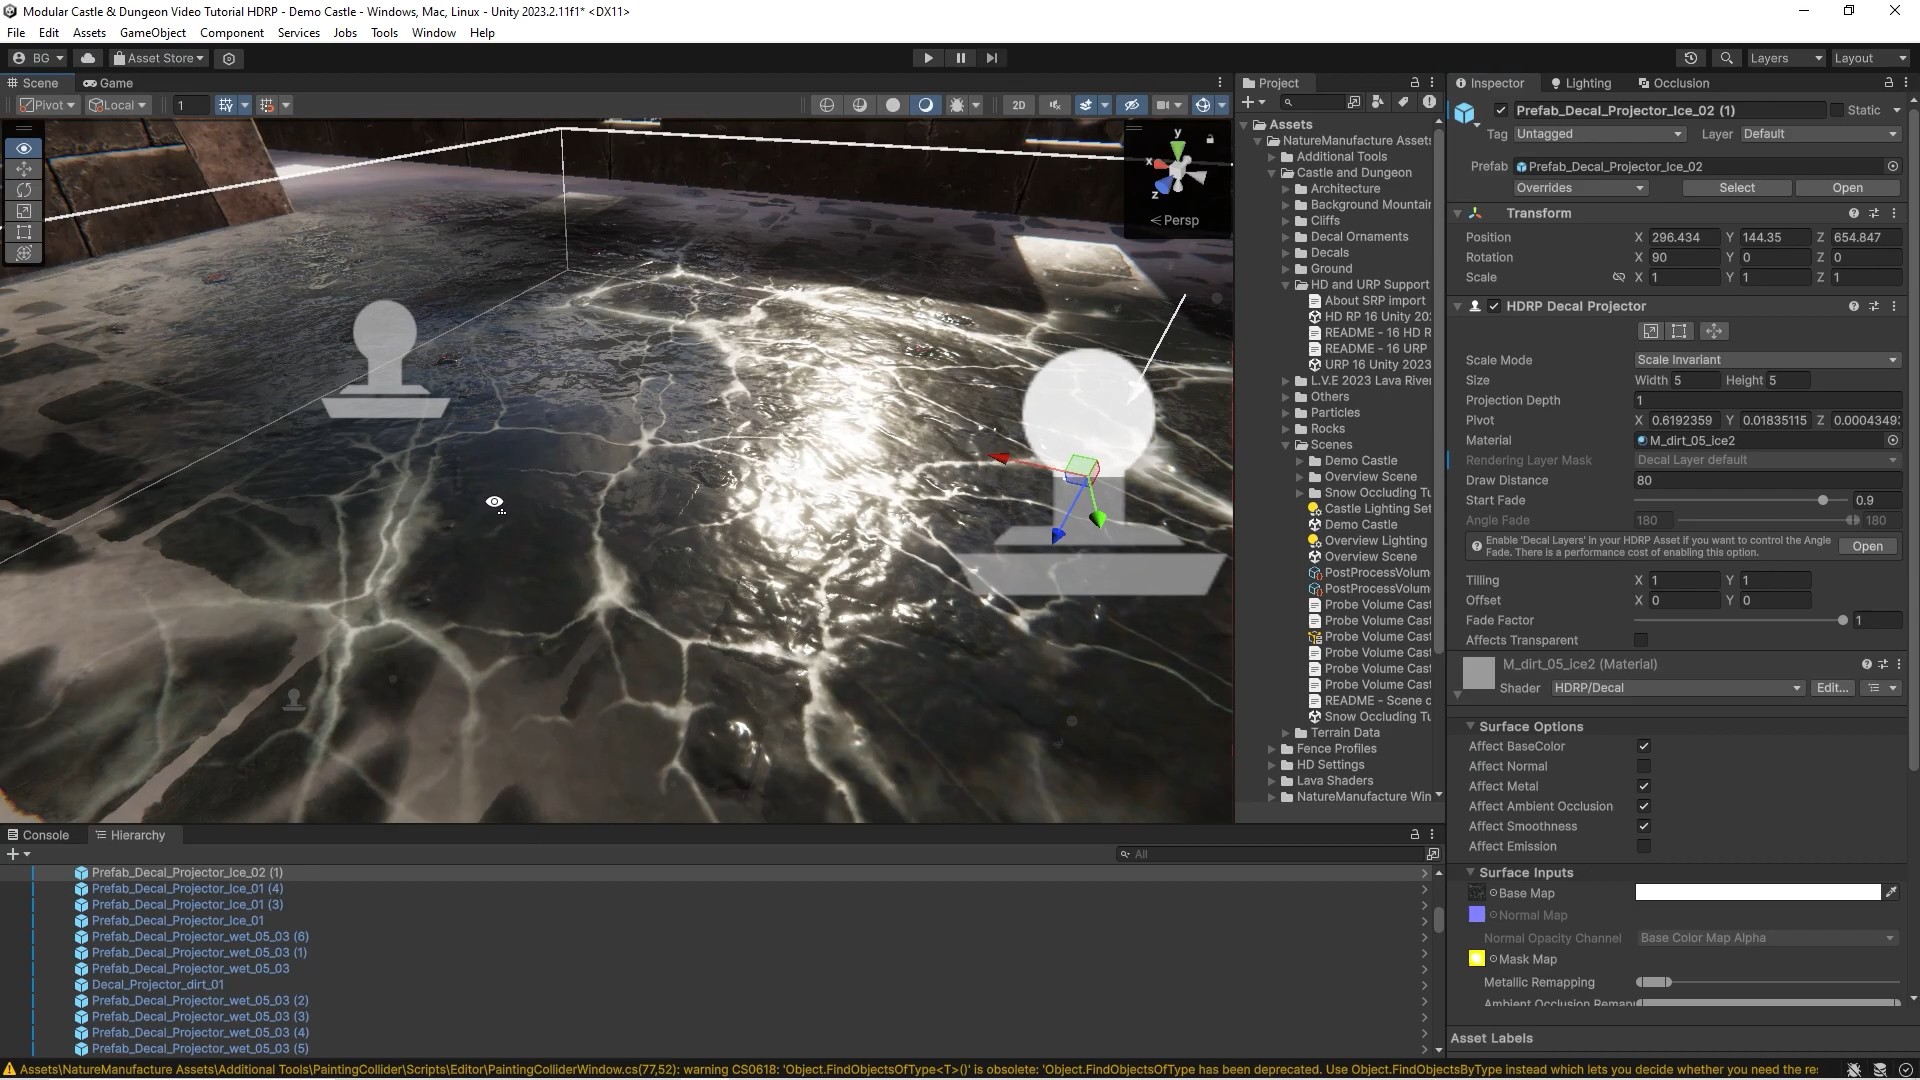 Modular Castle & Dungeon Video Tutorial HDRP - Demo Castle - Windows, Mac, Linux - Unity 2023.2.11f1* <DX11>
File Edit Assets GameObject Component Services Jobs Tools Window Help
BG Asset Store Layers Layout
Scene Game
Pivot Local 1 2D
y
x
z
Persp
Project
Assets
NatureManufacture Assets
Additional Tools
Castle and Dungeon
Architecture
Background Mountain
Cliffs
Decal Ornaments
Decals
Ground
HD and URP Support
About SRP import
HD RP 16 Unity 202
README - 16 HD R
README - 16 URP
URP 16 Unity 2023
L.V.E 2023 Lava River
Others
Particles
Rocks
Scenes
Demo Castle
Overview Scene
Snow Occluding Tu
Castle Lighting Set
Demo Castle
Overview Lighting
Overview Scene
PostProcessVolum
PostProcessVolum
Probe Volume Cast
Probe Volume Cast
Probe Volume Cast
Probe Volume Cast
Probe Volume Cast
Probe Volume Cast
README - Scene c
Snow Occluding Tu
Terrain Data
Fence Profiles
HD Settings
Lava Shaders
NatureManufacture Win
Inspector Lighting Occlusion
Prefab_Decal_Projector_Ice_02 (1) Static
Tag Untagged Layer Default
Prefab Prefab_Decal_Projector_Ice_02
Overrides Select Open
Transform
Position X 296.434 Y 144.35 Z 654.847
Rotation X 90 Y 0 Z 0
Scale X 1 Y 1 Z 1
HDRP Decal Projector
Scale Mode Scale Invariant
Size Width 5 Height 5
Projection Depth 1
Pivot X 0.6192359 Y 0.01835115 Z 0.00043493
Material M_dirt_05_ice2
Rendering Layer Mask Decal Layer default
Draw Distance 80
Start Fade 0.9
Angle Fade 180 180
Enable 'Decal Layers' in your HDRP Asset if you want to control the Angle
Fade. There is a performance cost of enabling this option.
Open
Tilling X 1 Y 1
Offset X 0 Y 0
Fade Factor 1
Affects Transparent
M_dirt_05_ice2 (Material)
Shader HDRP/Decal Edit...
Surface Options
Affect BaseColor
Affect Normal
Affect Metal
Affect Ambient Occlusion
Affect Smoothness
Affect Emission
Surface Inputs
Base Map
Normal Map
Normal Opacity Channel Base Color Map Alpha
Mask Map
Metallic Remapping
Ambient Occlusion Remap
Asset Labels
Console Hierarchy
All
Prefab_Decal_Projector_Ice_02 (1)
Prefab_Decal_Projector_Ice_01 (4)
Prefab_Decal_Projector_Ice_01 (3)
Prefab_Decal_Projector_Ice_01
Prefab_Decal_Projector_wet_05_03 (6)
Prefab_Decal_Projector_wet_05_03 (1)
Prefab_Decal_Projector_wet_05_03
Decal_Projector_dirt_01
Prefab_Decal_Projector_wet_05_03 (2)
Prefab_Decal_Projector_wet_05_03 (3)
Prefab_Decal_Projector_wet_05_03 (4)
Prefab_Decal_Projector_wet_05_03 (5)
Assets\NatureManufacture Assets\Additional Tools\PaintingCollider\Scripts\Editor\PaintingColliderWindow.cs(77,52): warning CS0618: 'Object.FindObjectsOfType<T>()' is obsolete: 'Object.FindObjectsOfType has been deprecated. Use Object.FindObjectsByType instead which lets you decide whether you need the res